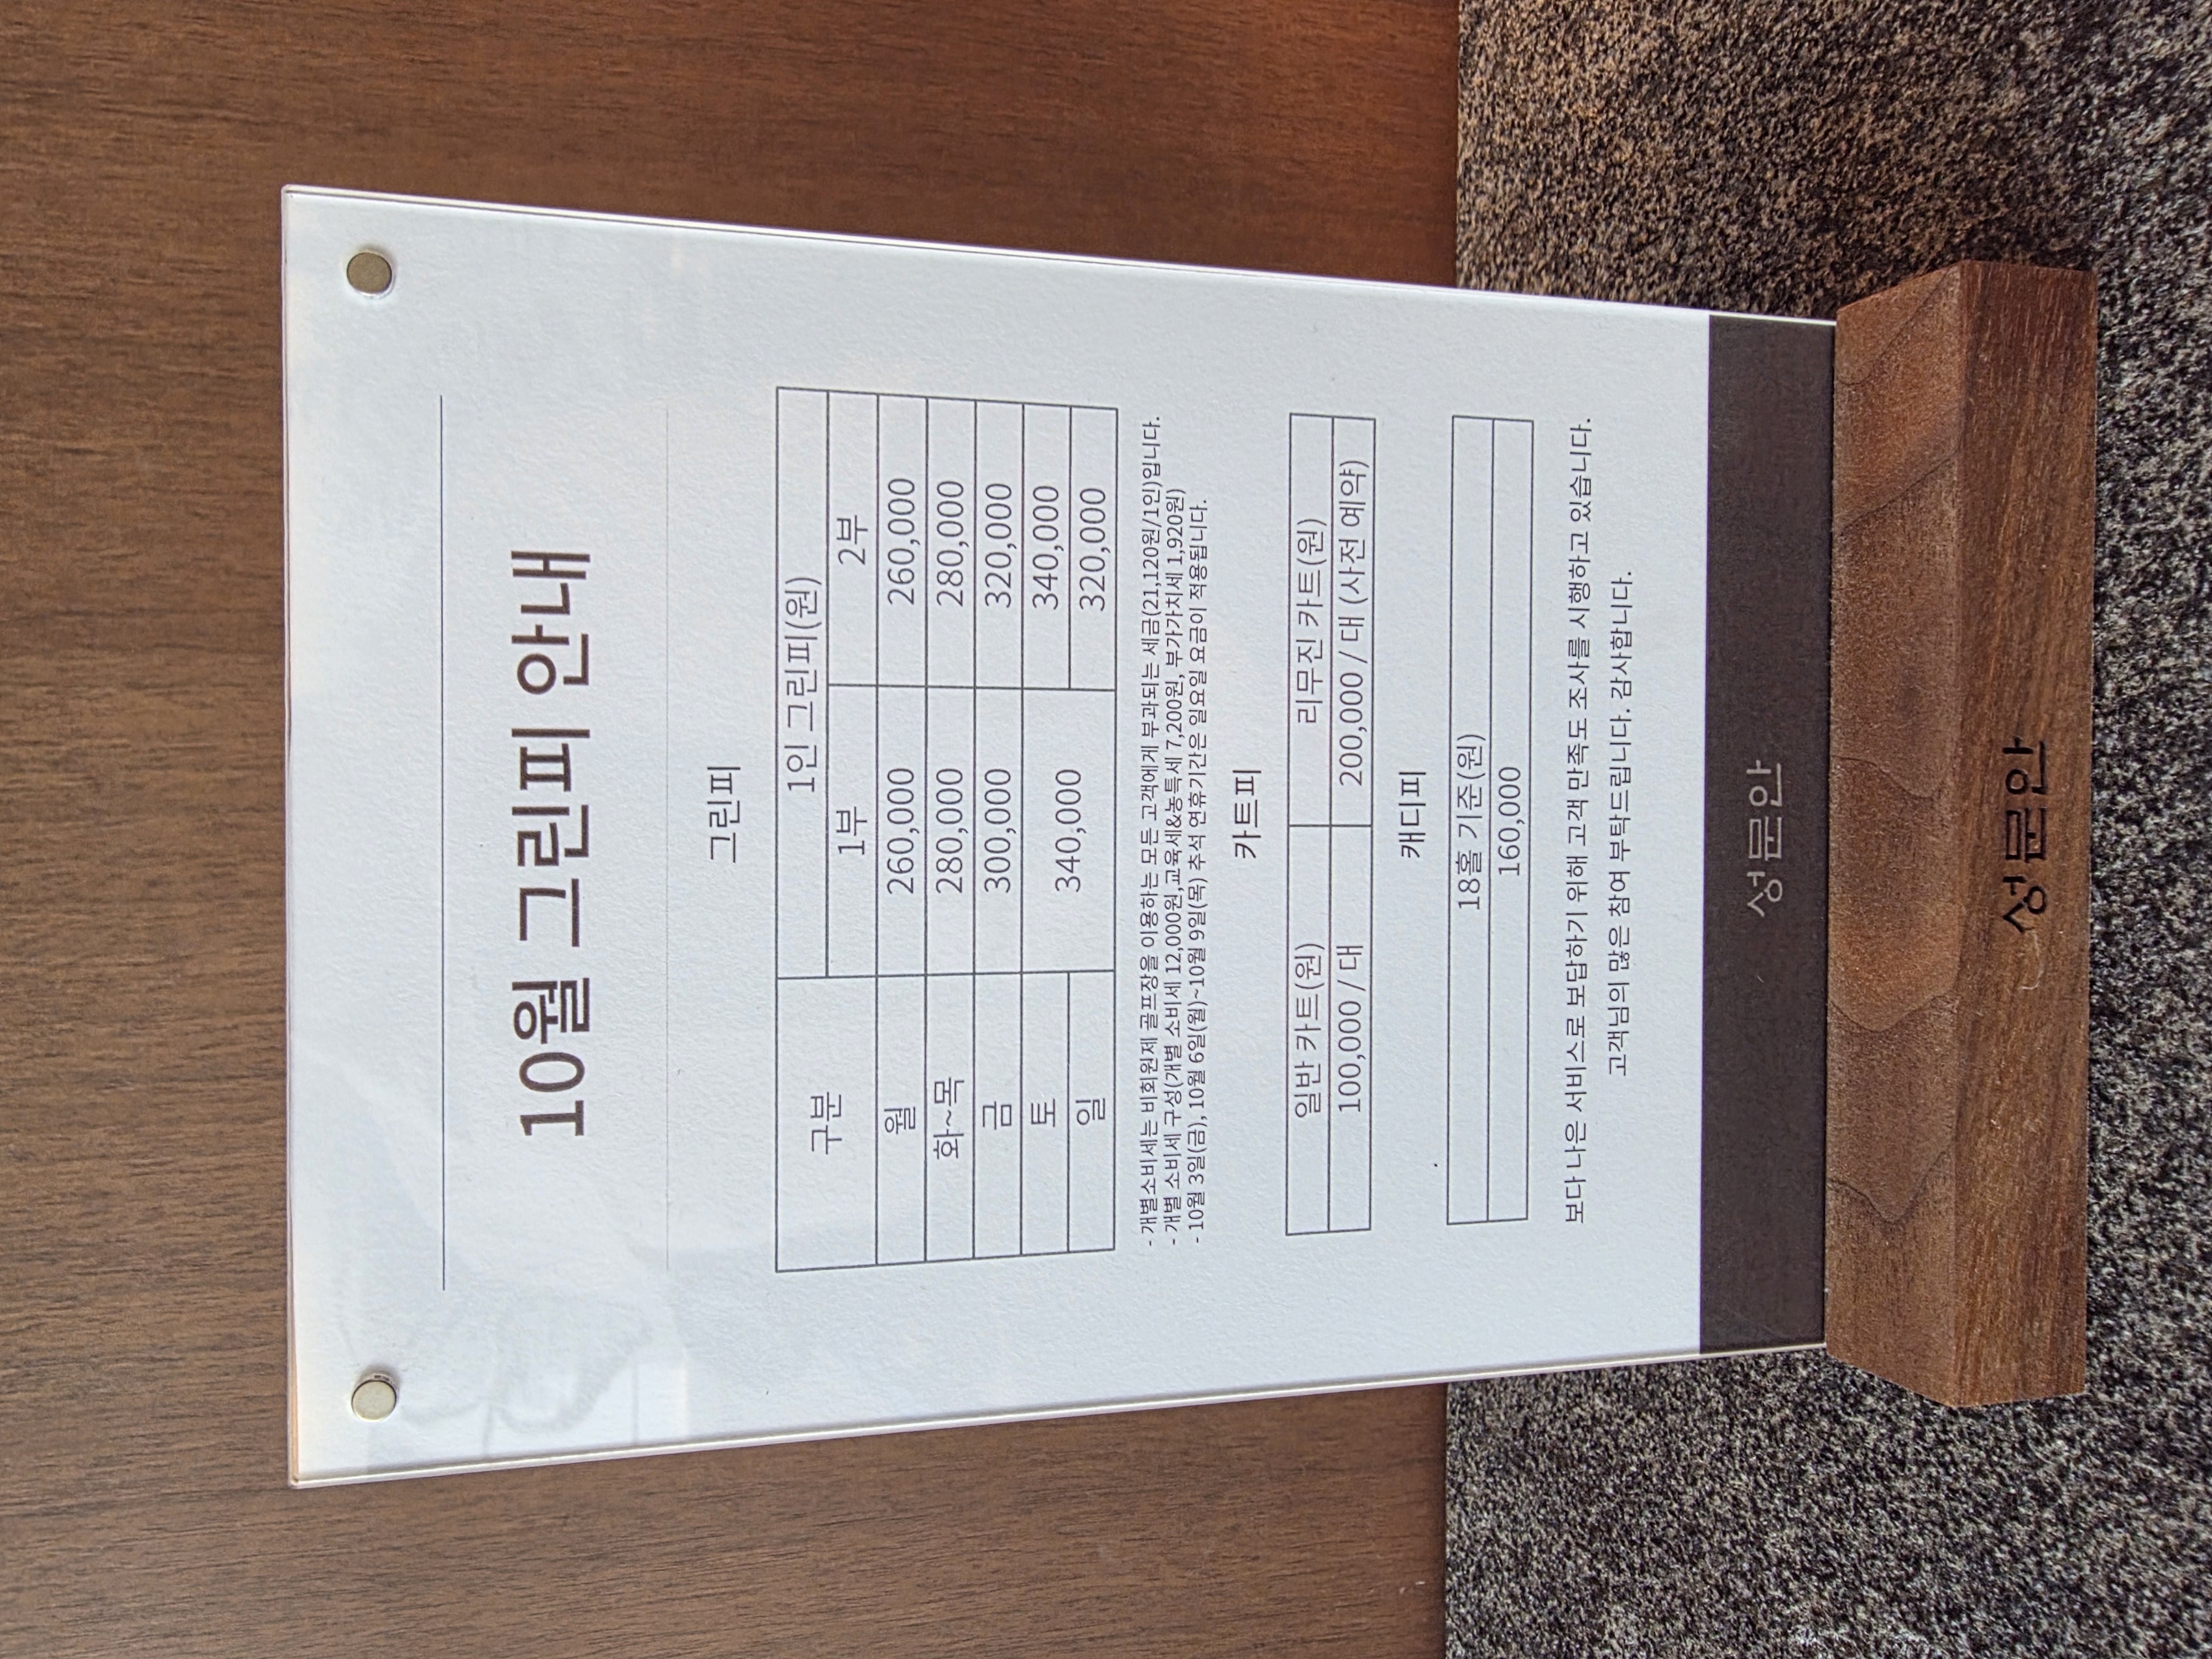 10월 그린피 안내
그린피
구분 1인 그린피(원)
1부 2부
월 260,000 260,000
화~목 280,000 280,000
금 300,000 320,000
토 340,000 340,000
일 320,000
- 개별소비세는 비회원제 골프장을 이용하는 모든 고객에게 부과되는 세금(21,120원/1인)입니다.
- 개별 소비세 구성(개별 소비세 12,000원,교육세&농특세 7,200원, 부가가치세 1,920원)
- 10월 3일(금), 10월 6일(월)~10월 9일(목) 추석 연휴기간은 일요일 요금이 적용됩니다.
카트피
일반 카트(원) 리무진 카트(원)
100,000 / 대 200,000 / 대 (사전 예약)
캐디피
18홀 기준(원)
160,000
보다 나은 서비스로 보답하기 위해 고객 만족도 조사를 시행하고 있습니다.
고객님의 많은 참여 부탁드립니다. 감사합니다.
성문안
성문안